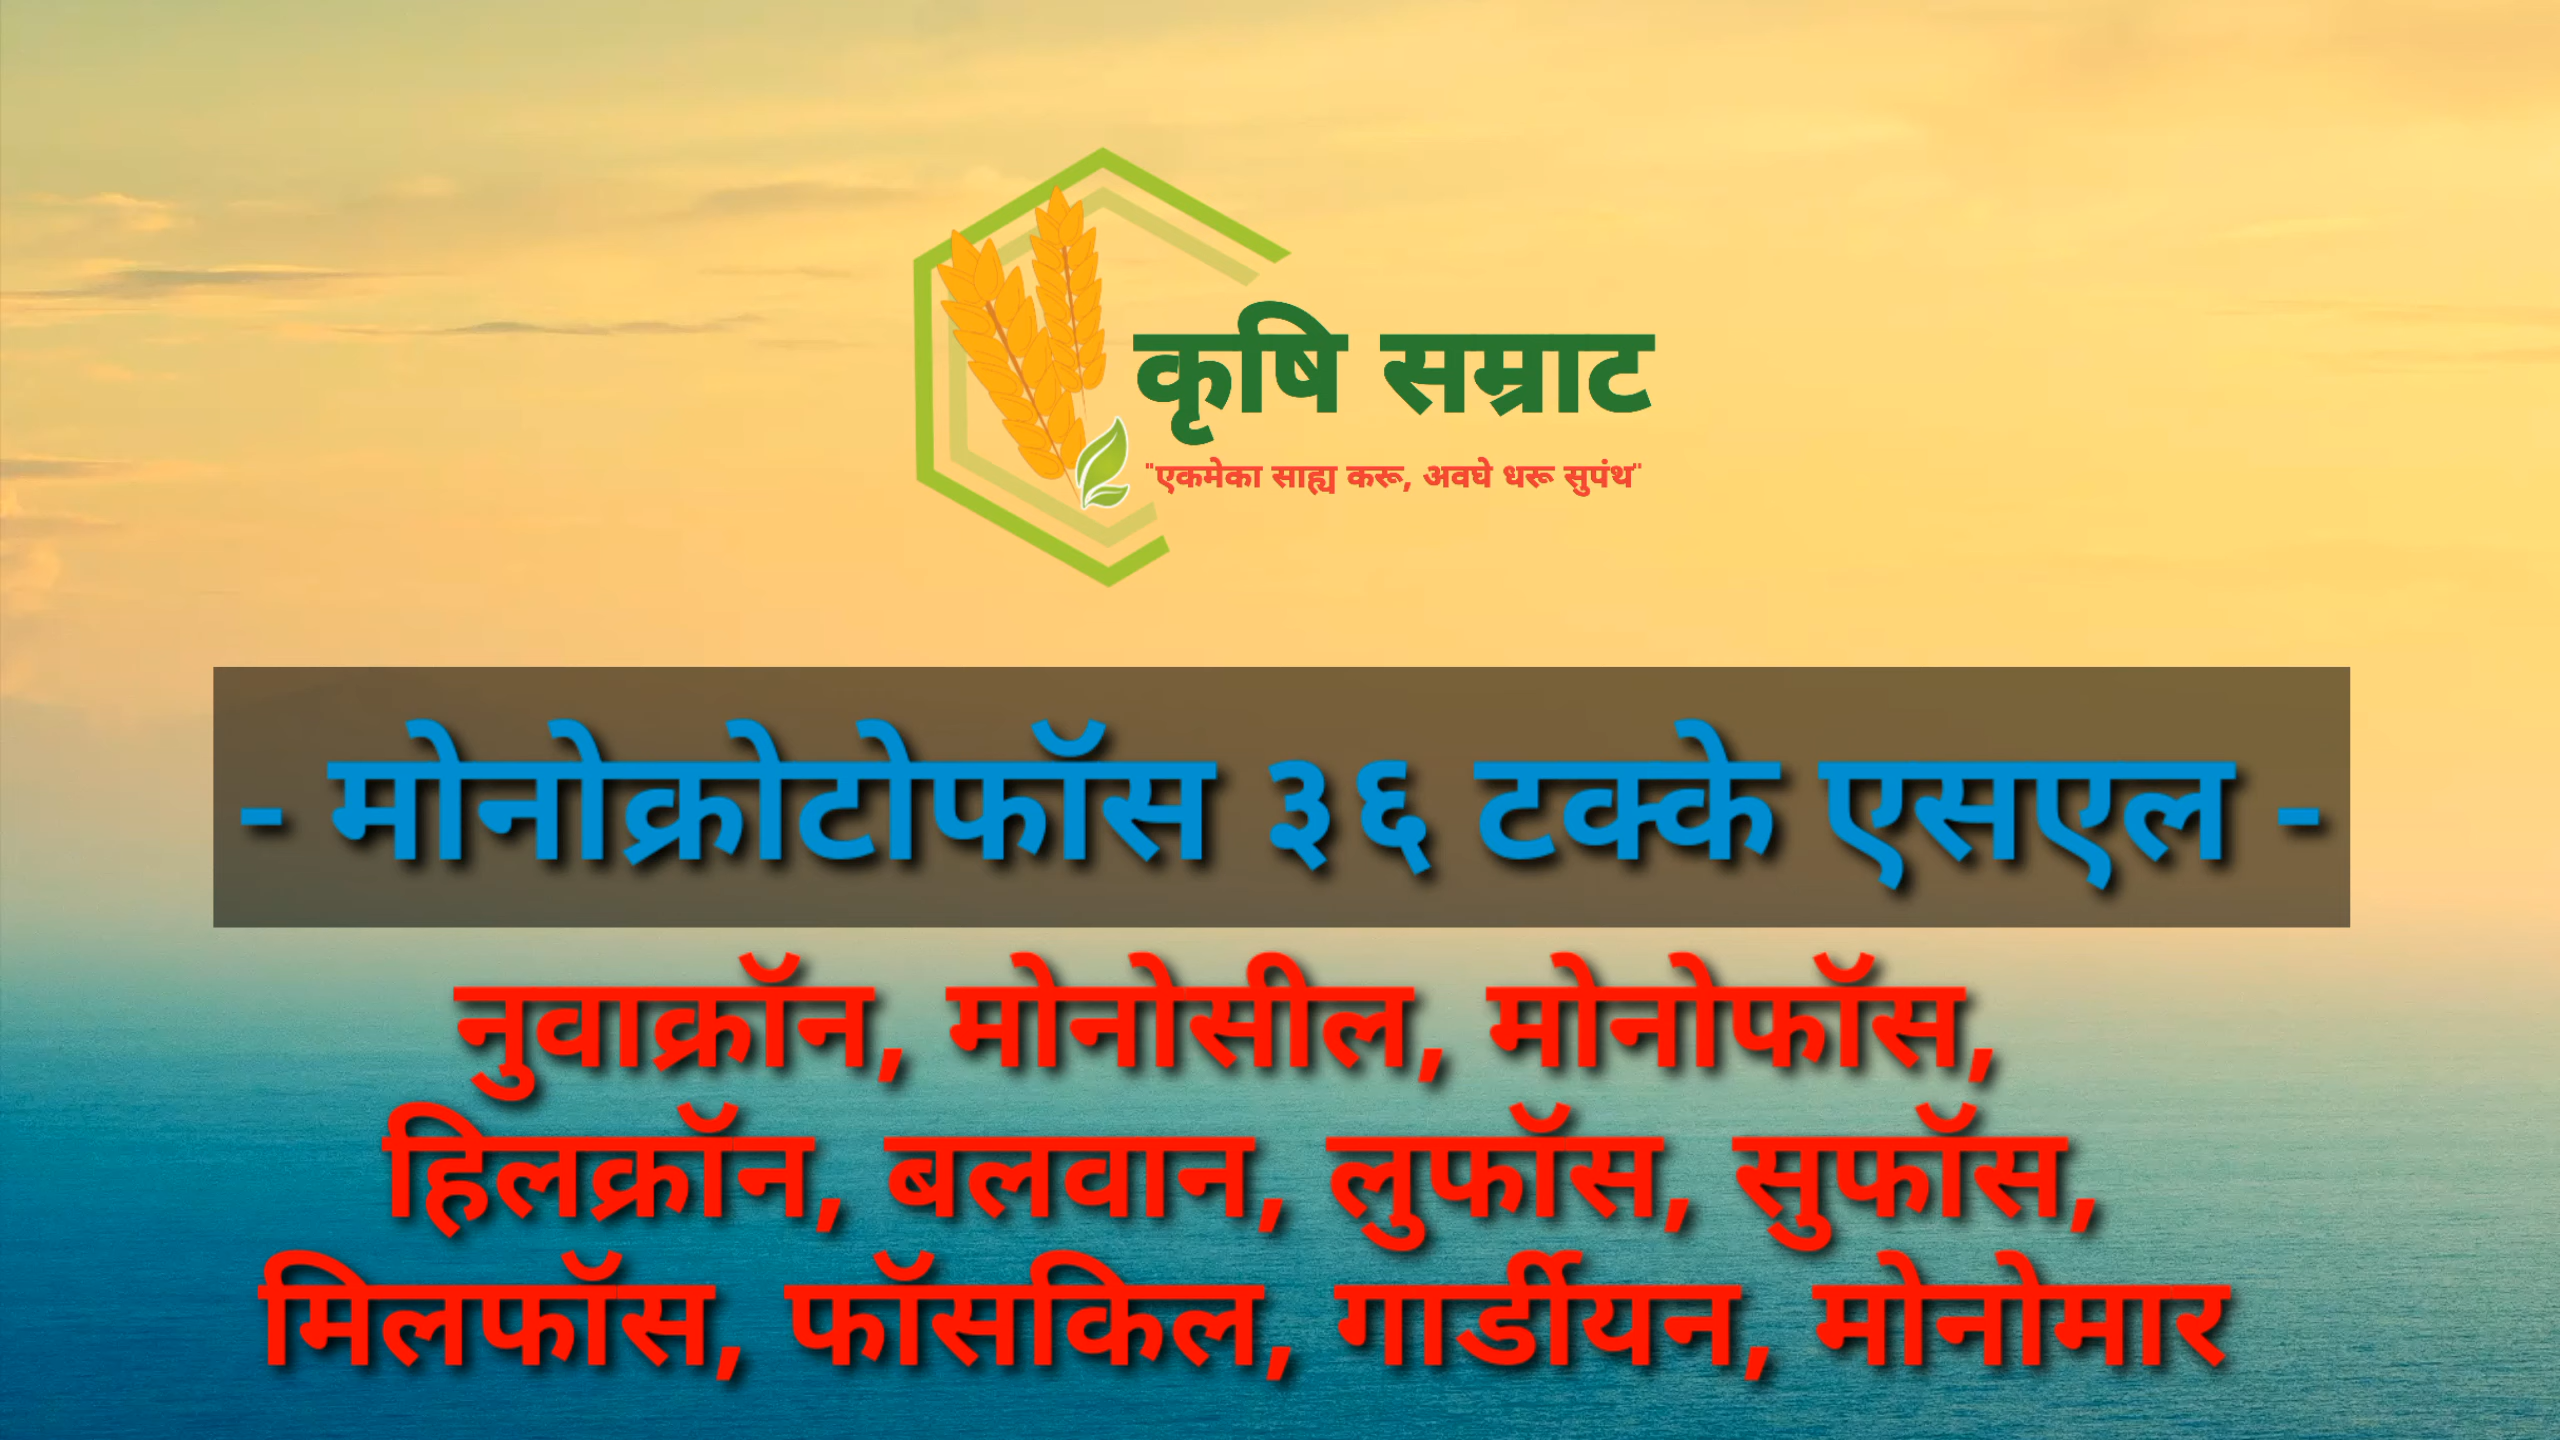 कृषि सम्राट
"एकमेका साह्य करू, अवघे धरू सुपंथ"
- मोनोक्रोटोफॉस ३६ टक्के एसएल -
नुवाक्रॉन, मोनोसील, मोनोफॉस,
हिलक्रॉन, बलवान, लुफॉस, सुफॉस,
मिलफॉस, फॉसकिल, गार्डीयन, मोनोमार